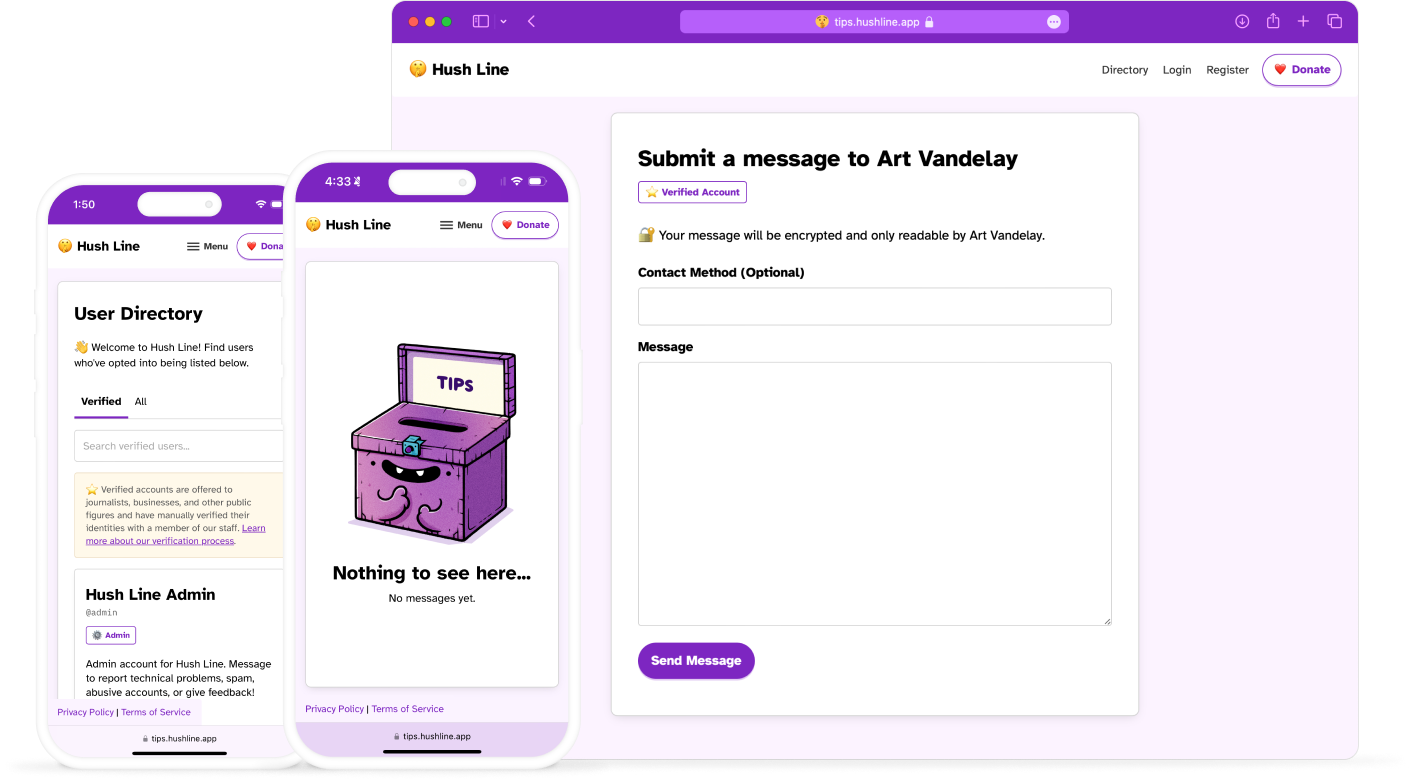 tips.hushline.app
Hush Line
Directory
Login
Register
Donate
Submit a message to Art Vandelay
Verified Account
Your message will be encrypted and only readable by Art Vandelay.
Contact Method (Optional)
Message
Send Message
4:33
Hush Line
Menu
Donate
TIPS
Nothing to see here...
No messages yet.
Privacy Policy | Terms of Service
tips.hushline.app
1:50
Hush Line
Menu
Dona
User Directory
Welcome to Hush Line! Find users
who've opted into being listed below.
Verified
All
Search verified users...
Verified accounts are offered to
journalists, businesses, and other public
figures and have manually verified their
identities with a member of our staff. Learn
more about our verification process.
Hush Line Admin
@admin
Admin
Admin account for Hush Line. Message
to report technical problems, spam,
abusive accounts, or give feedback!
Privacy Policy | Terms of Service
tips.hushline.app